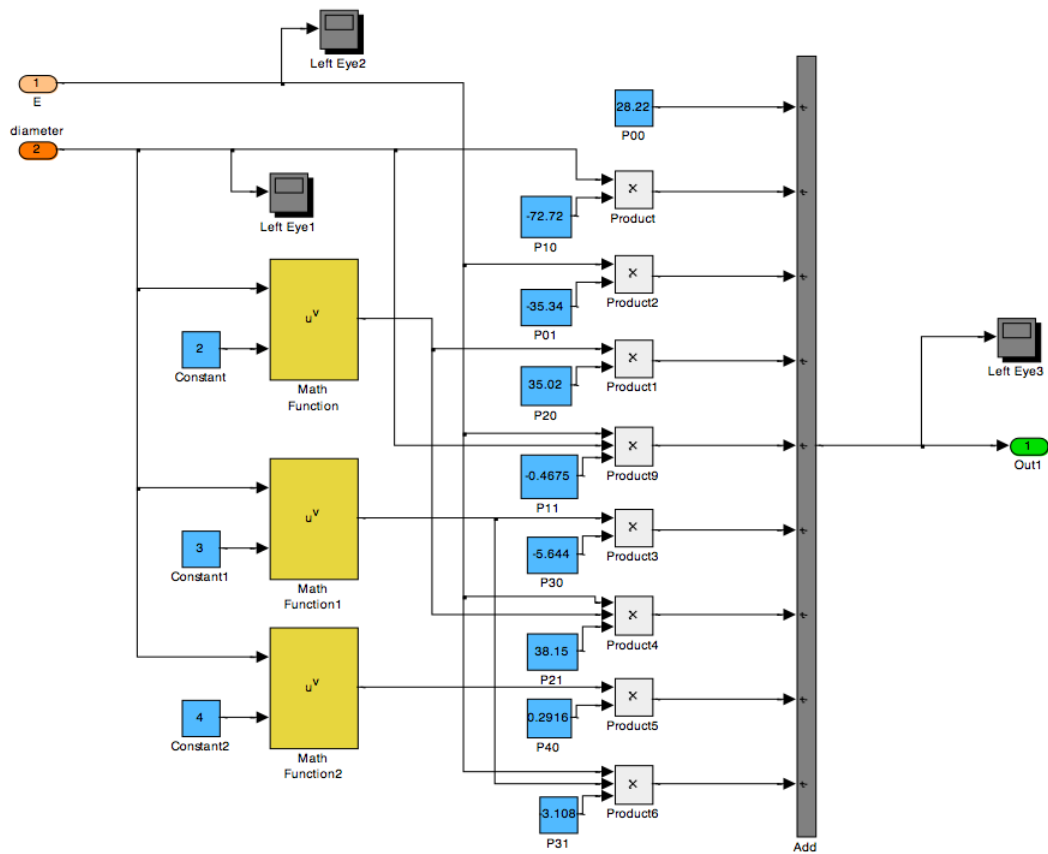 Left Eye2
1
E
diameter
2
Left Eye1
28.22
P00
-72.72
P10
×
Product
-35.34
P01
×
Product2
u^v
Math
Function
2
Constant
35.02
P20
×
Product1
Left Eye3
-0.4675
P11
×
Product9
1
Out1
u^v
Math
Function1
3
Constant1
-5.644
P30
×
Product3
38.15
P21
×
Product4
u^v
Math
Function2
4
Constant2
0.2916
P40
×
Product5
-3.108
P31
×
Product6
+
+
+
+
+
+
+
+
+
Add